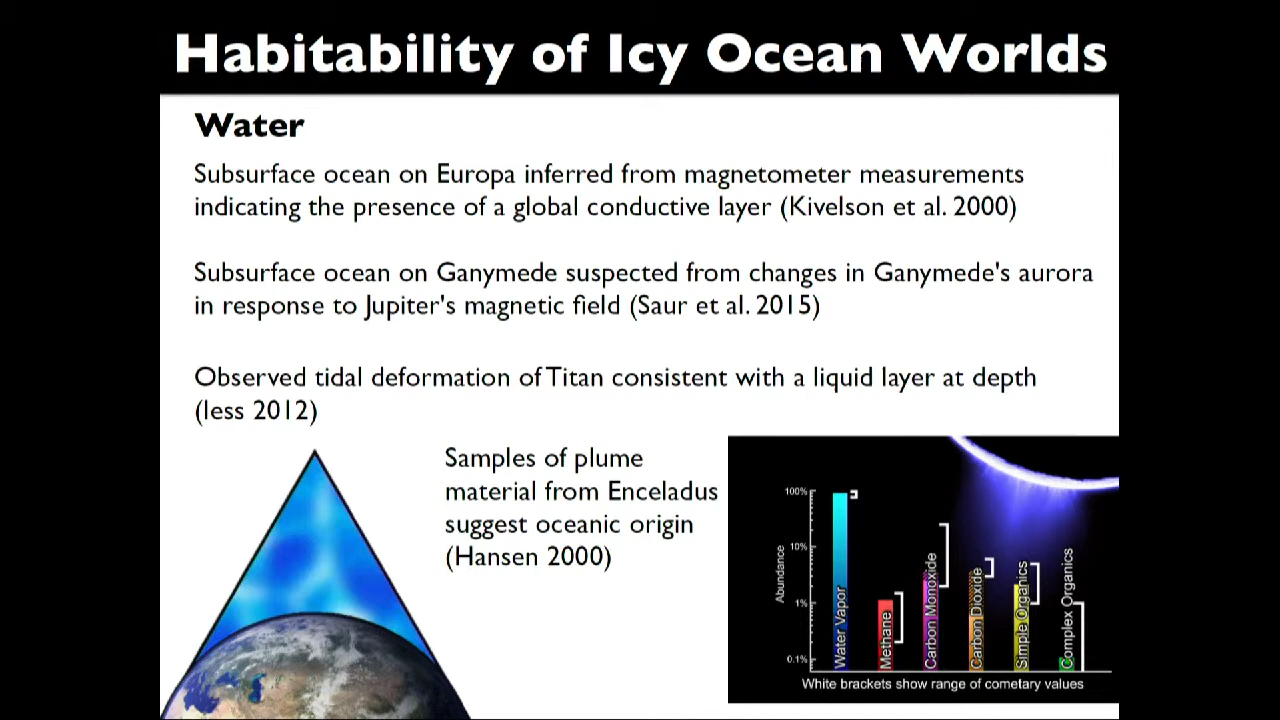 Habitability of Icy Ocean Worlds
Water
Subsurface ocean on Europa inferred from magnetometer measurements
indicating the presence of a global conductive layer (Kivelson et al. 2000)
Subsurface ocean on Ganymede suspected from changes in Ganymede's aurora
in response to Jupiter's magnetic field (Saur et al. 2015)
Observed tidal deformation of Titan consistent with a liquid layer at depth
(less 2012)
Samples of plume
material from Enceladus
suggest oceanic origin
(Hansen 2000)
100%
10%
1%
0.1%
Abundance
Water Vapor
Methane
Carbon Monoxide
Carbon Dioxide
Simple Organics
Complex Organics
White brackets show range of cometary values